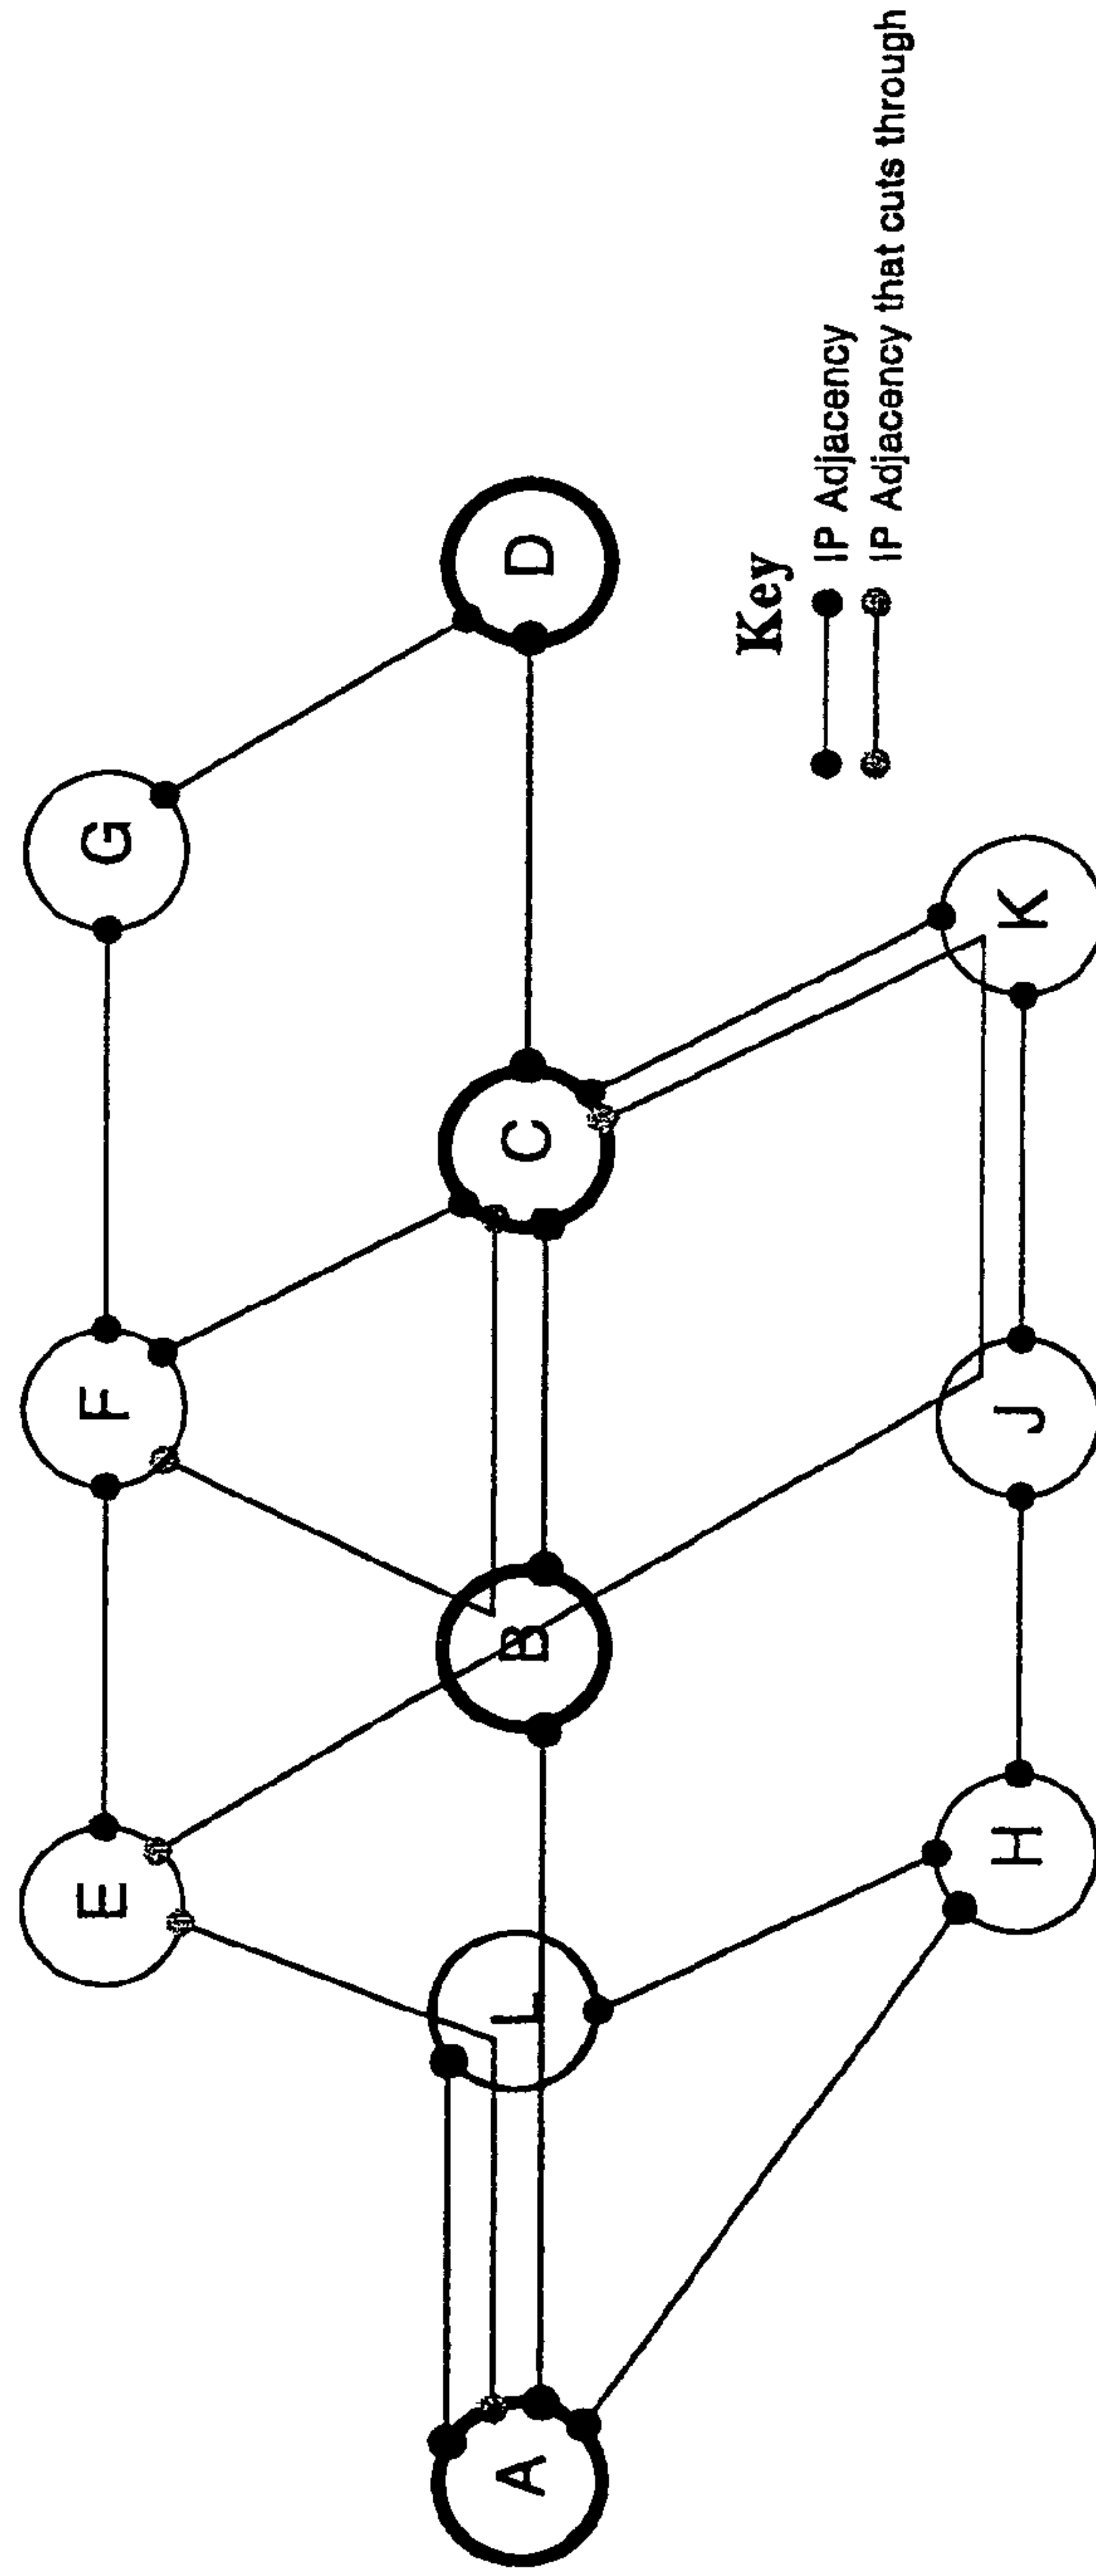 E
F
G
A
L
B
C
D
H
J
K
Key
IP Adjacency
IP Adjacency that cuts through